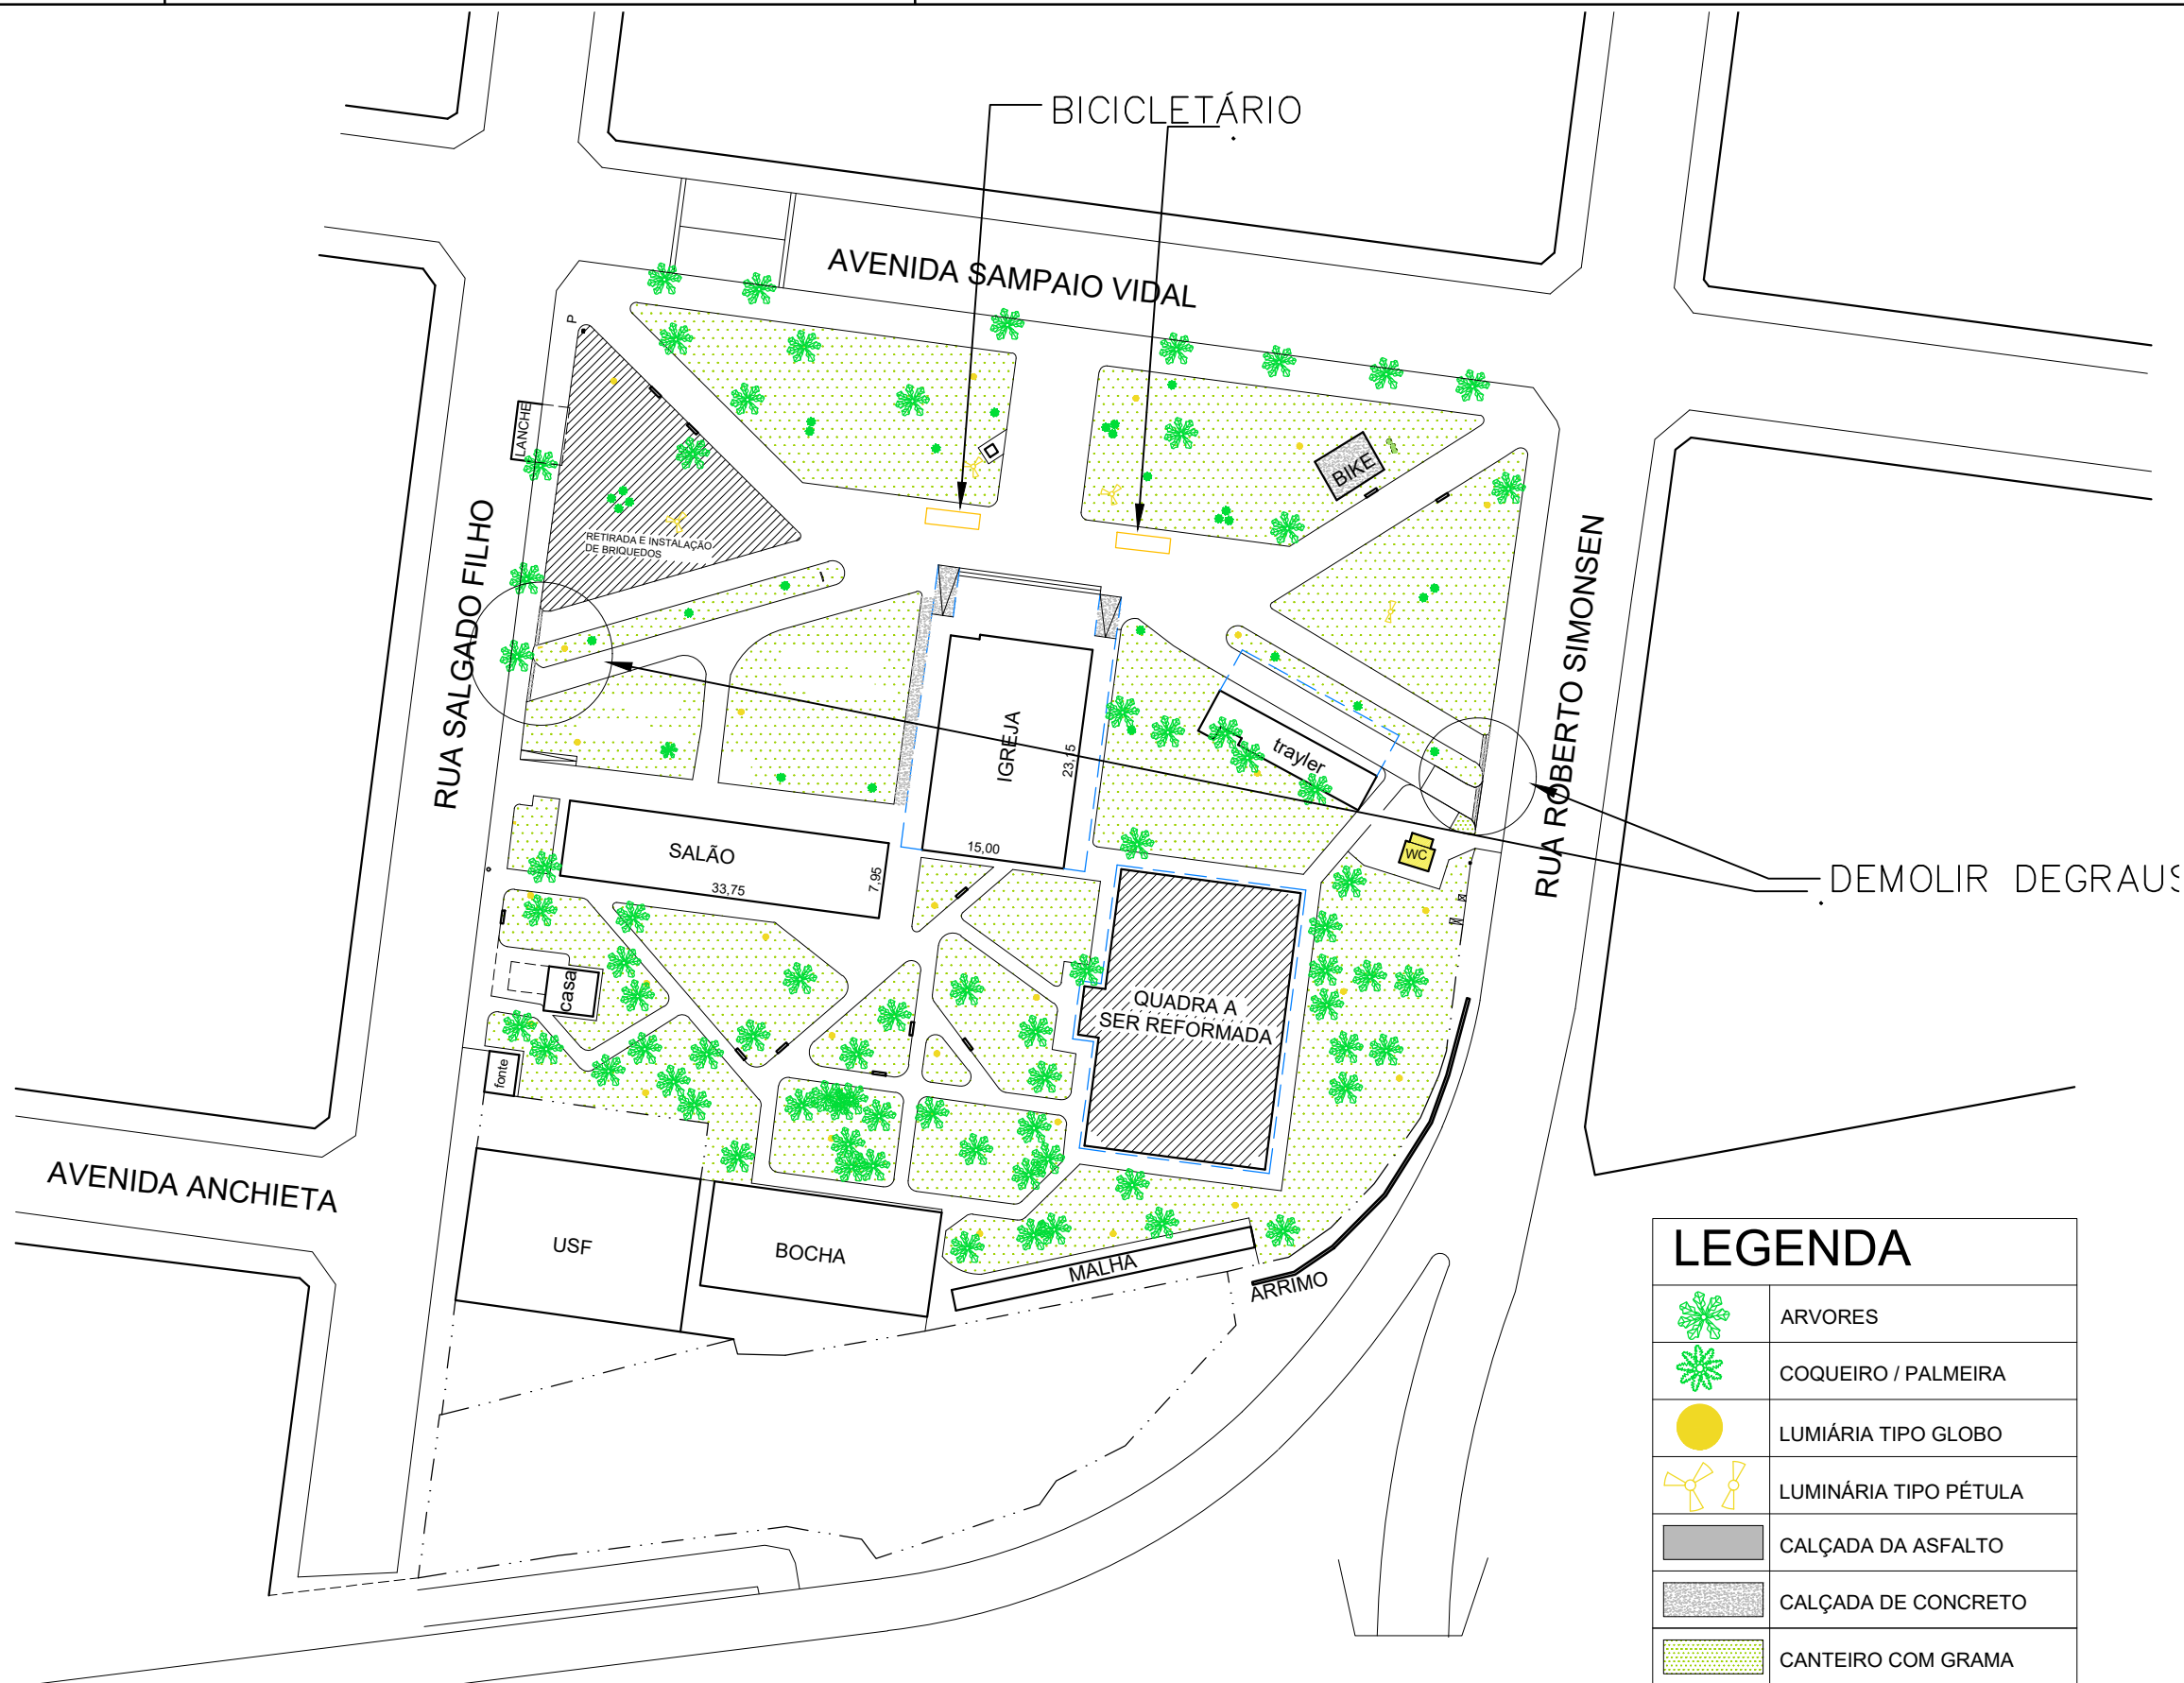 BICICLETÁRIO
AVENIDA SAMPAIO VIDAL
P
LANCHE
BIKE
RETIRADA E INSTALAÇÃO
DE BRIQUEDOS
RUA SALGADO FILHO
RUA ROBERTO SIMONSEN
IGREJA
23,15
15,00
trayler
WC
SALÃO
33,75
7,95
DEMOLIR DEGRAUS
casa
QUADRA A
SER REFORMADA
fonte
AVENIDA ANCHIETA
USF
BOCHA
MALHA
ARRIMO
LEGENDA
ARVORES
COQUEIRO / PALMEIRA
LUMIÁRIA TIPO GLOBO
LUMINÁRIA TIPO PÉTULA
CALÇADA DA ASFALTO
CALÇADA DE CONCRETO
CANTEIRO COM GRAMA